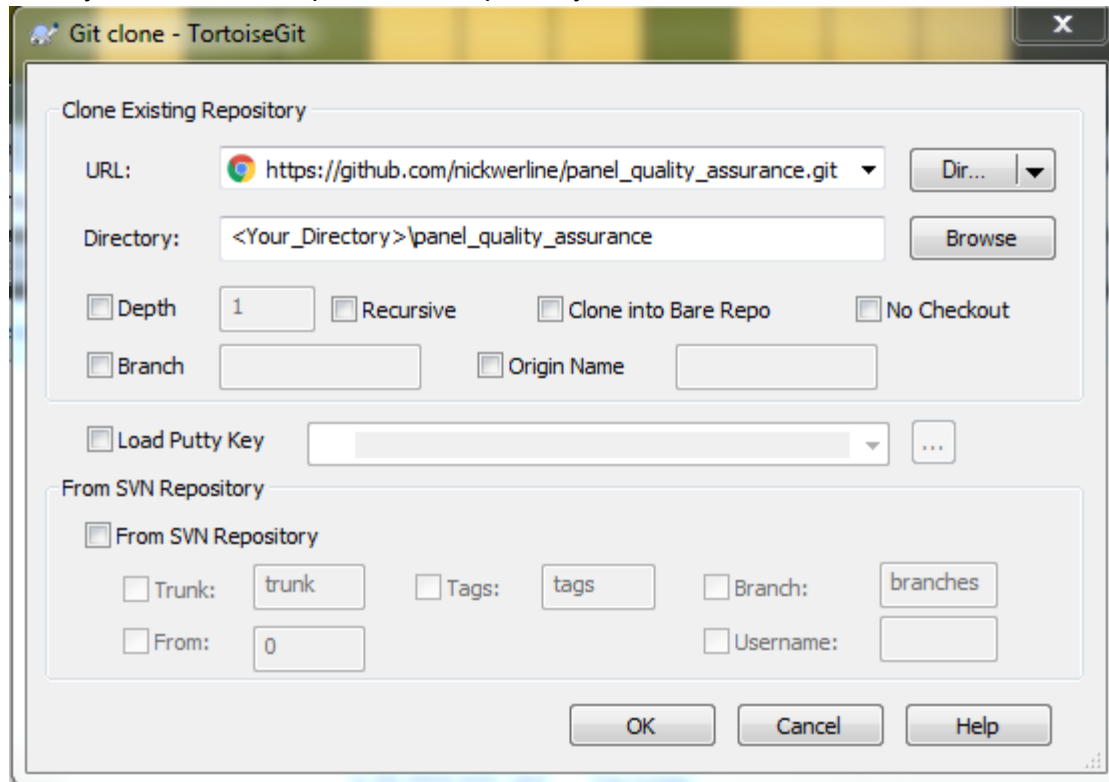 Git clone - TortoiseGit
x
Clone Existing Repository
URL: https://github.com/nickwerline/panel_quality_assurance.git Dir...
Directory: <Your_Directory>\panel_quality_assurance Browse
Depth 1 Recursive Clone into Bare Repo No Checkout
Branch Origin Name
Load Putty Key ...
From SVN Repository
From SVN Repository
Trunk: trunk Tags: tags Branch: branches
From: 0 Username:
OK Cancel Help